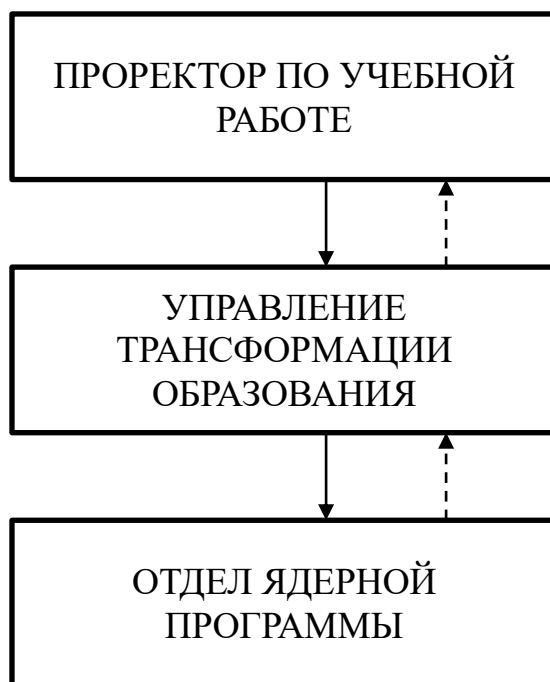 ПРОРЕКТОР ПО УЧЕБНОЙ
РАБОТЕ
УПРАВЛЕНИЕ
ТРАНСФОРМАЦИИ
ОБРАЗОВАНИЯ
ОТДЕЛ ЯДЕРНОЙ
ПРОГРАММЫ